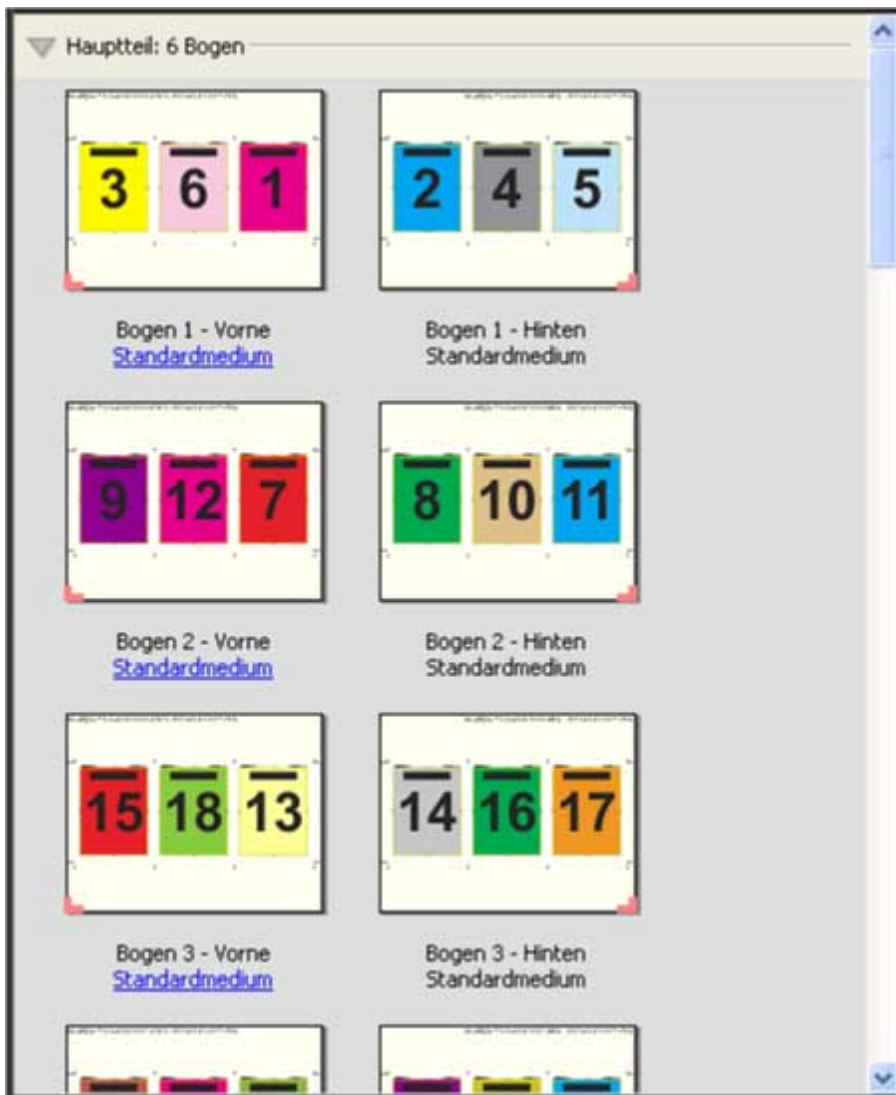 Hauptteil: 6 Bogen
3 6 1
2 4 5
Bogen 1 - Vorne
Standardmedium
Bogen 1 - Hinten
Standardmedium
9 12 7
8 10 11
Bogen 2 - Vorne
Standardmedium
Bogen 2 - Hinten
Standardmedium
15 18 13
14 16 17
Bogen 3 - Vorne
Standardmedium
Bogen 3 - Hinten
Standardmedium